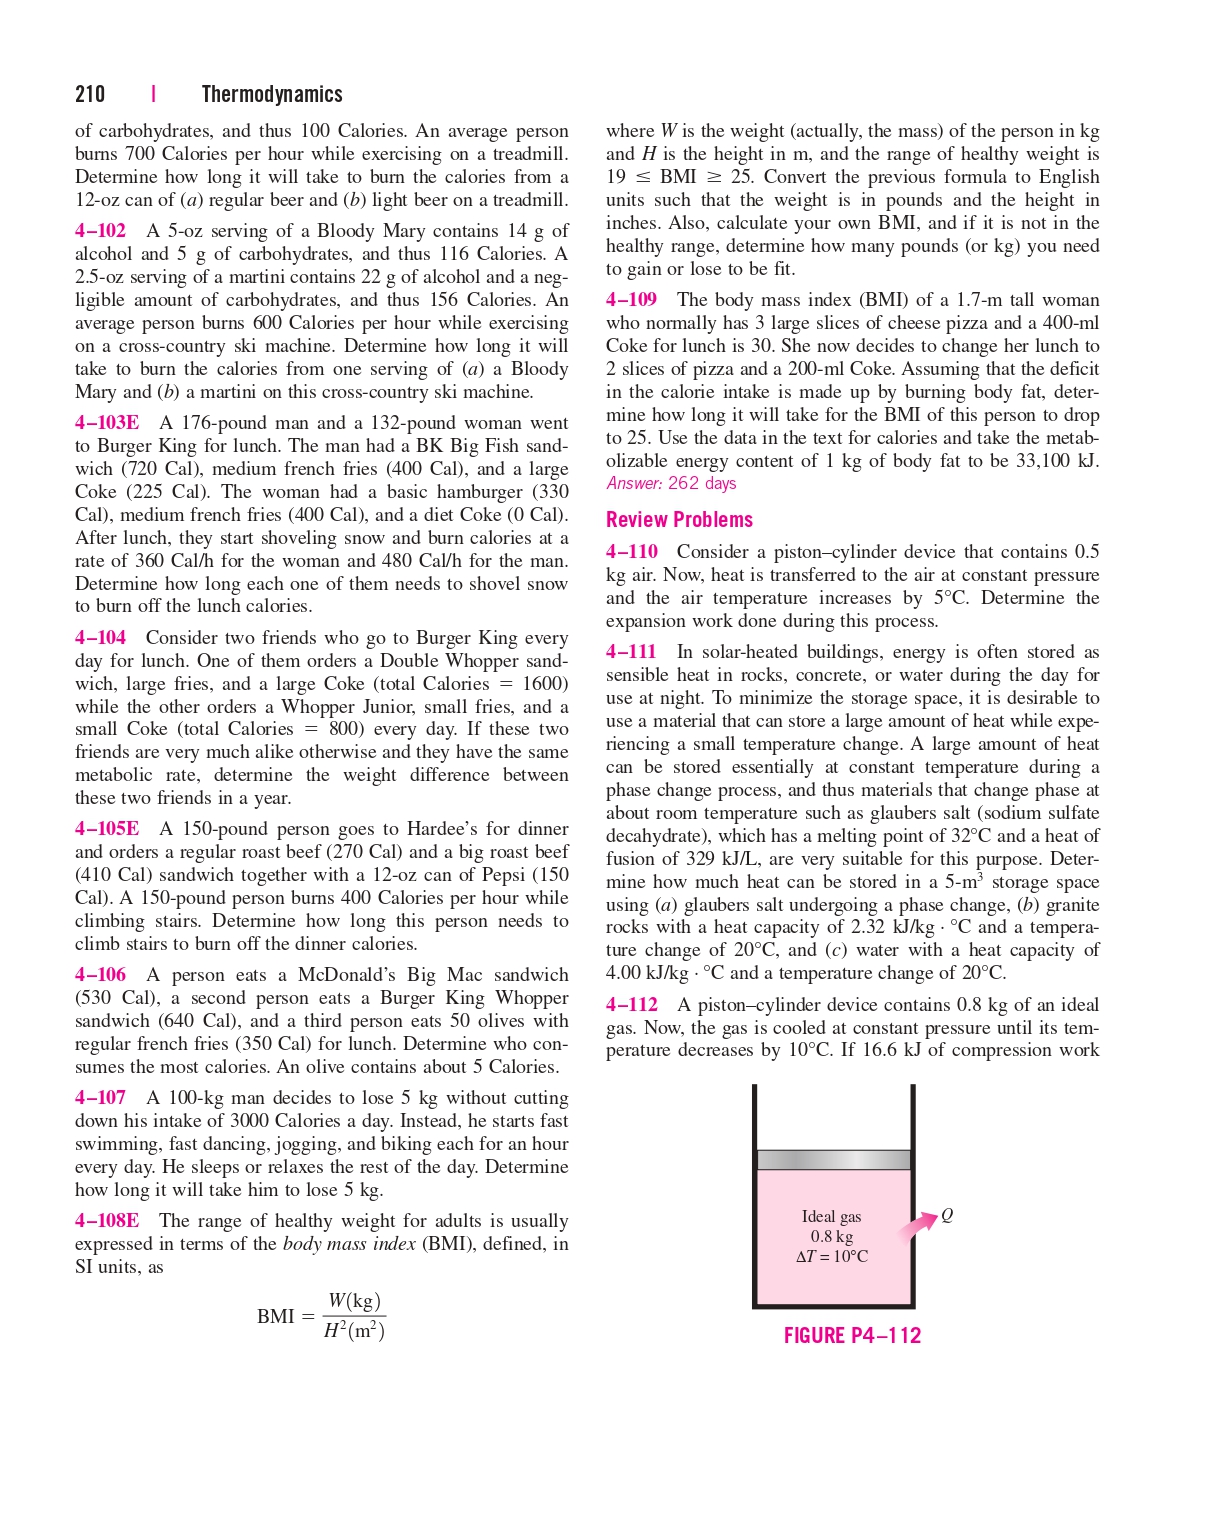 210 | Thermodynamics
of carbohydrates, and thus 100 Calories. An average person
burns 700 Calories per hour while exercising on a treadmill.
Determine how long it will take to burn the calories from a
12-oz can of (a) regular beer and (b) light beer on a treadmill.
4–102 A 5-oz serving of a Bloody Mary contains 14 g of
alcohol and 5 g of carbohydrates, and thus 116 Calories. A
2.5-oz serving of a martini contains 22 g of alcohol and a neg-
ligible amount of carbohydrates, and thus 156 Calories. An
average person burns 600 Calories per hour while exercising
on a cross-country ski machine. Determine how long it will
take to burn the calories from one serving of (a) a Bloody
Mary and (b) a martini on this cross-country ski machine.
4–103E A 176-pound man and a 132-pound woman went
to Burger King for lunch. The man had a BK Big Fish sand-
wich (720 Cal), medium french fries (400 Cal), and a large
Coke (225 Cal). The woman had a basic hamburger (330
Cal), medium french fries (400 Cal), and a diet Coke (0 Cal).
After lunch, they start shoveling snow and burn calories at a
rate of 360 Cal/h for the woman and 480 Cal/h for the man.
Determine how long each one of them needs to shovel snow
to burn off the lunch calories.
4–104 Consider two friends who go to Burger King every
day for lunch. One of them orders a Double Whopper sand-
wich, large fries, and a large Coke (total Calories = 1600)
while the other orders a Whopper Junior, small fries, and a
small Coke (total Calories = 800) every day. If these two
friends are very much alike otherwise and they have the same
metabolic rate, determine the weight difference between
these two friends in a year.
4–105E A 150-pound person goes to Hardee's for dinner
and orders a regular roast beef (270 Cal) and a big roast beef
(410 Cal) sandwich together with a 12-oz can of Pepsi (150
Cal). A 150-pound person burns 400 Calories per hour while
climbing stairs. Determine how long this person needs to
climb stairs to burn off the dinner calories.
4–106 A person eats a McDonald's Big Mac sandwich
(530 Cal), a second person eats a Burger King Whopper
sandwich (640 Cal), and a third person eats 50 olives with
regular french fries (350 Cal) for lunch. Determine who con-
sumes the most calories. An olive contains about 5 Calories.
4–107 A 100-kg man decides to lose 5 kg without cutting
down his intake of 3000 Calories a day. Instead, he starts fast
swimming, fast dancing, jogging, and biking each for an hour
every day. He sleeps or relaxes the rest of the day. Determine
how long it will take him to lose 5 kg.
4–108E The range of healthy weight for adults is usually
expressed in terms of the body mass index (BMI), defined, in
SI units, as
BMI = W(kg) / H²(m²)
where W is the weight (actually, the mass) of the person in kg
and H is the height in m, and the range of healthy weight is
19 ≤ BMI ≥ 25. Convert the previous formula to English
units such that the weight is in pounds and the height in
inches. Also, calculate your own BMI, and if it is not in the
healthy range, determine how many pounds (or kg) you need
to gain or lose to be fit.
4–109 The body mass index (BMI) of a 1.7-m tall woman
who normally has 3 large slices of cheese pizza and a 400-ml
Coke for lunch is 30. She now decides to change her lunch to
2 slices of pizza and a 200-ml Coke. Assuming that the deficit
in the calorie intake is made up by burning body fat, deter-
mine how long it will take for the BMI of this person to drop
to 25. Use the data in the text for calories and take the metab-
olizable energy content of 1 kg of body fat to be 33,100 kJ.
Answer: 262 days
Review Problems
4–110 Consider a piston–cylinder device that contains 0.5
kg air. Now, heat is transferred to the air at constant pressure
and the air temperature increases by 5°C. Determine the
expansion work done during this process.
4–111 In solar-heated buildings, energy is often stored as
sensible heat in rocks, concrete, or water during the day for
use at night. To minimize the storage space, it is desirable to
use a material that can store a large amount of heat while expe-
riencing a small temperature change. A large amount of heat
can be stored essentially at constant temperature during a
phase change process, and thus materials that change phase at
about room temperature such as glaubers salt (sodium sulfate
decahydrate), which has a melting point of 32°C and a heat of
fusion of 329 kJ/L, are very suitable for this purpose. Deter-
mine how much heat can be stored in a 5-m³ storage space
using (a) glaubers salt undergoing a phase change, (b) granite
rocks with a heat capacity of 2.32 kJ/kg · °C and a tempera-
ture change of 20°C, and (c) water with a heat capacity of
4.00 kJ/kg · °C and a temperature change of 20°C.
4–112 A piston–cylinder device contains 0.8 kg of an ideal
gas. Now, the gas is cooled at constant pressure until its tem-
perature decreases by 10°C. If 16.6 kJ of compression work
Ideal gas
0.8 kg
ΔT = 10°C
Q
FIGURE P4–112